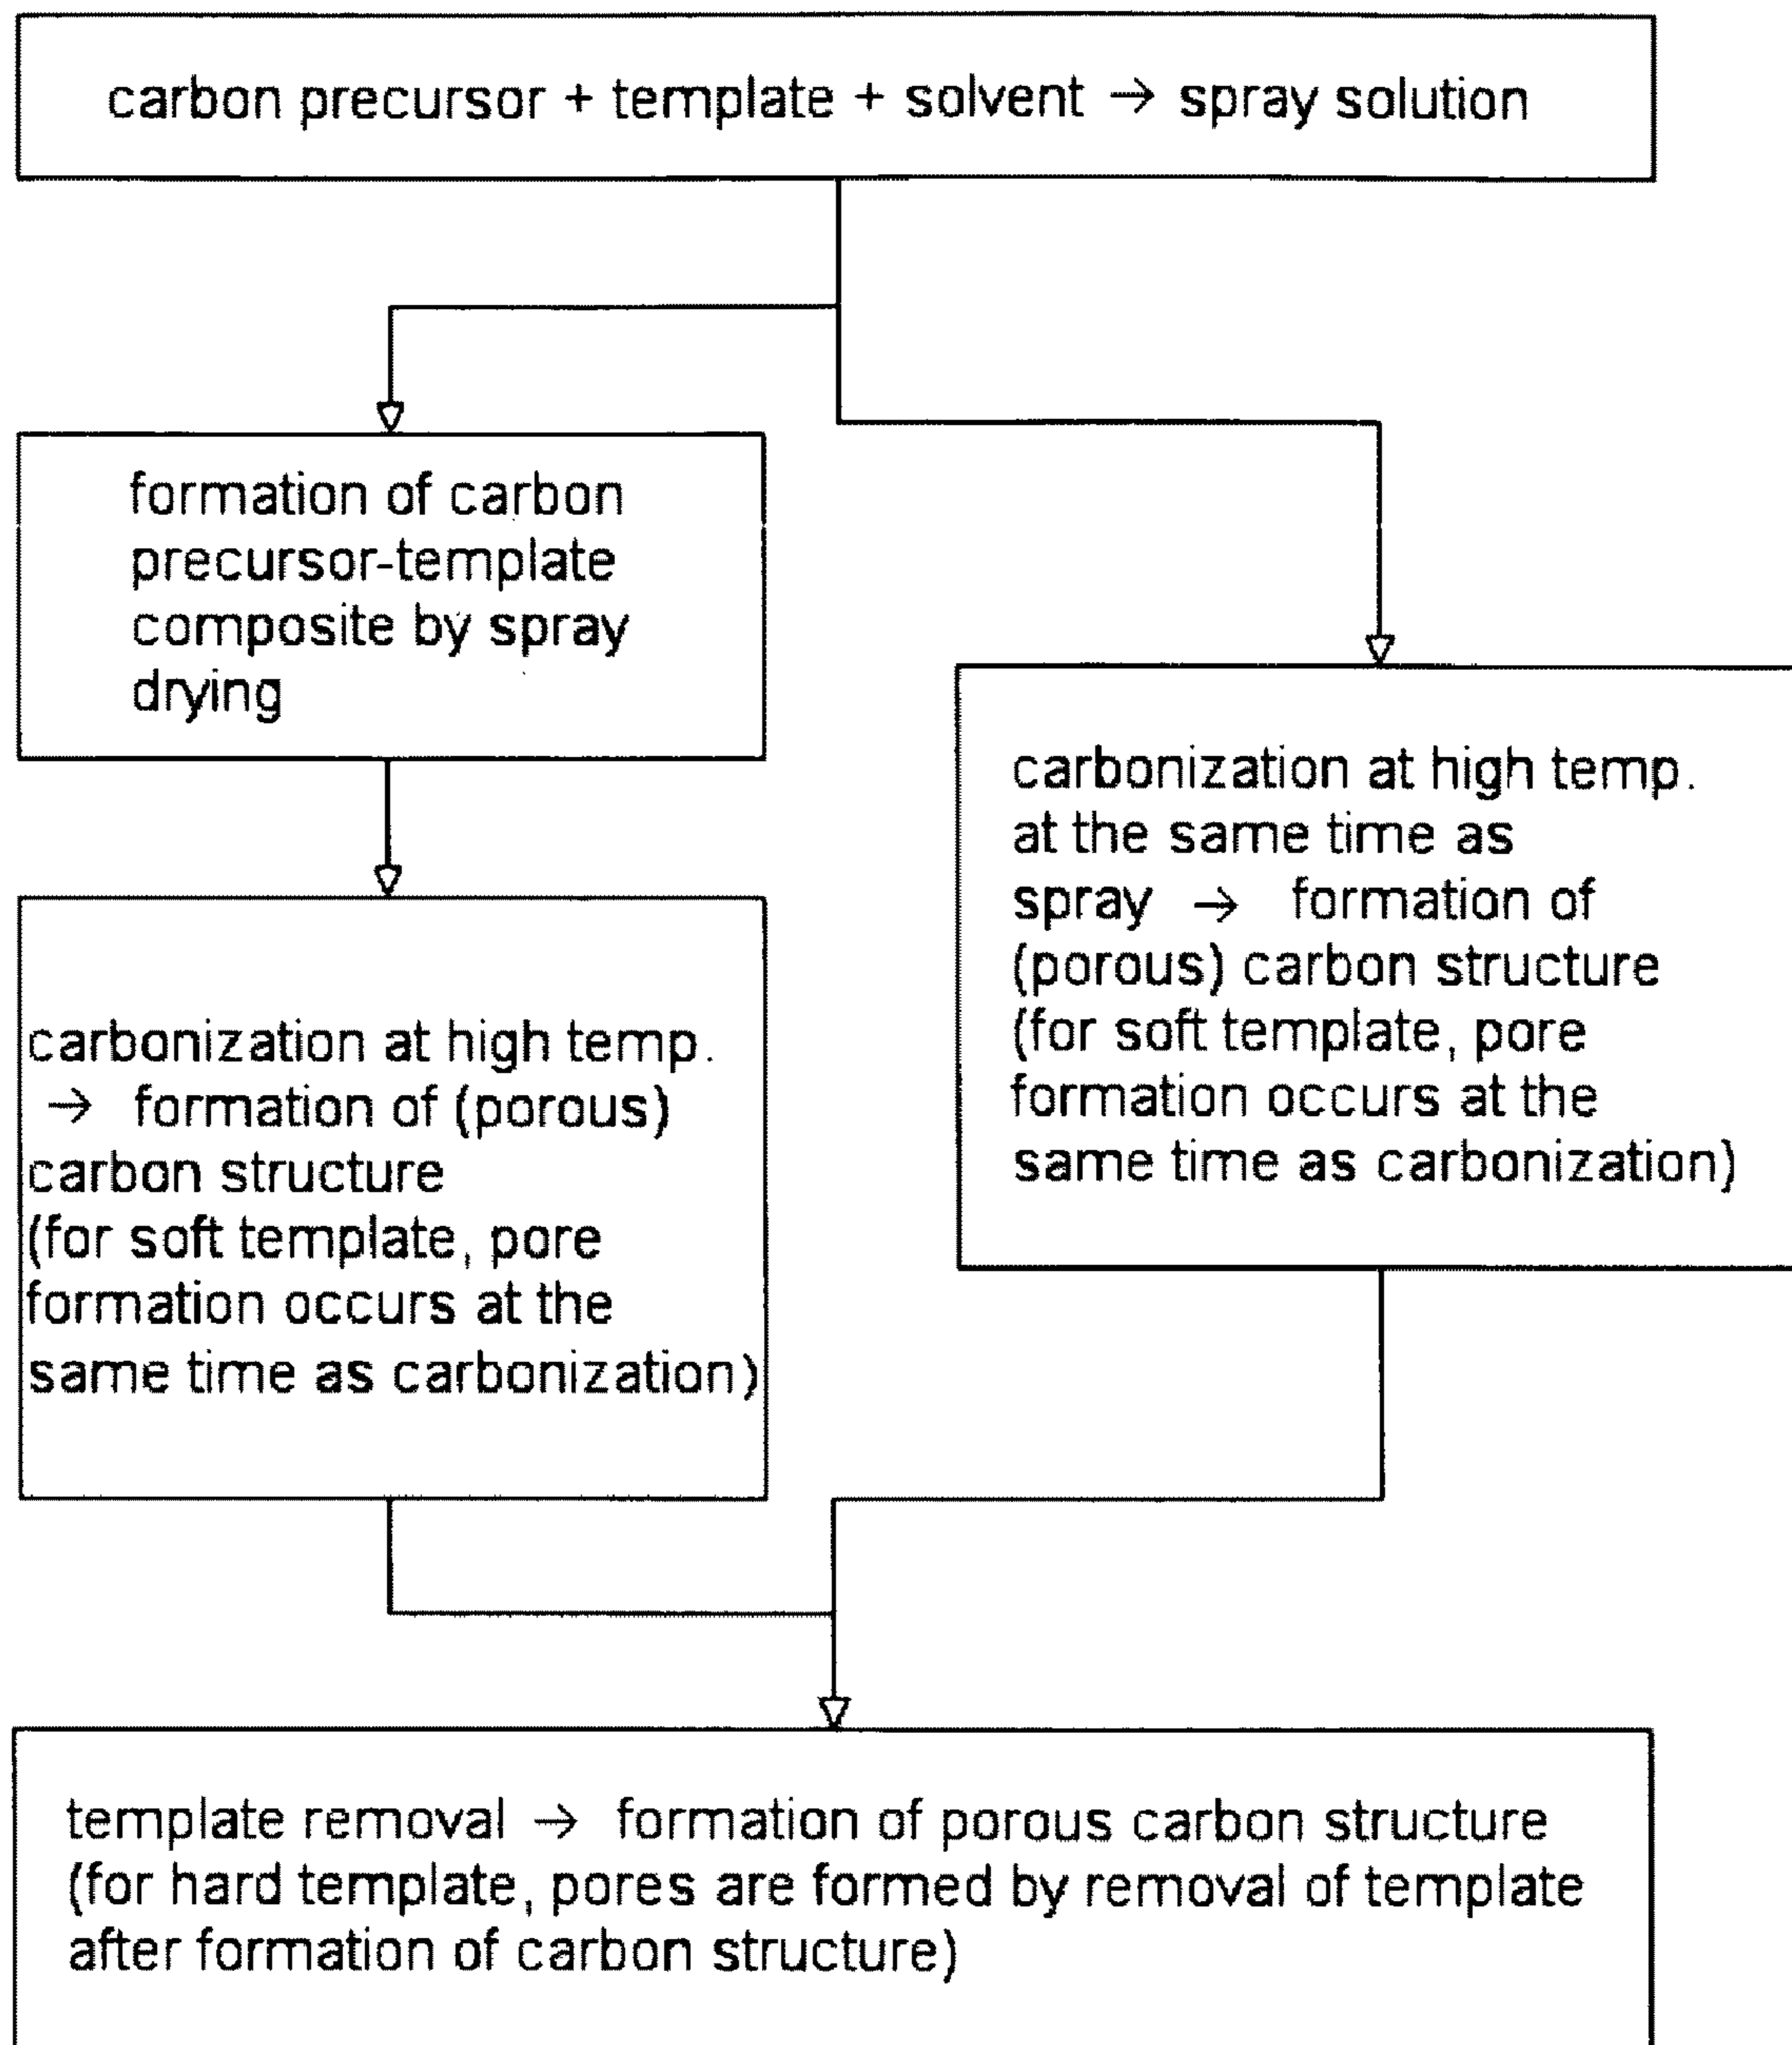 carbon precursor + template + solvent → spray solution
formation of carbon
precursor-template
composite by spray
drying
carbonization at high temp.
→ formation of (porous)
carbon structure
(for soft template, pore
formation occurs at the
same time as carbonization)
carbonization at high temp.
at the same time as
spray → formation of
(porous) carbon structure
(for soft template, pore
formation occurs at the
same time as carbonization)
template removal → formation of porous carbon structure
(for hard template, pores are formed by removal of template
after formation of carbon structure)